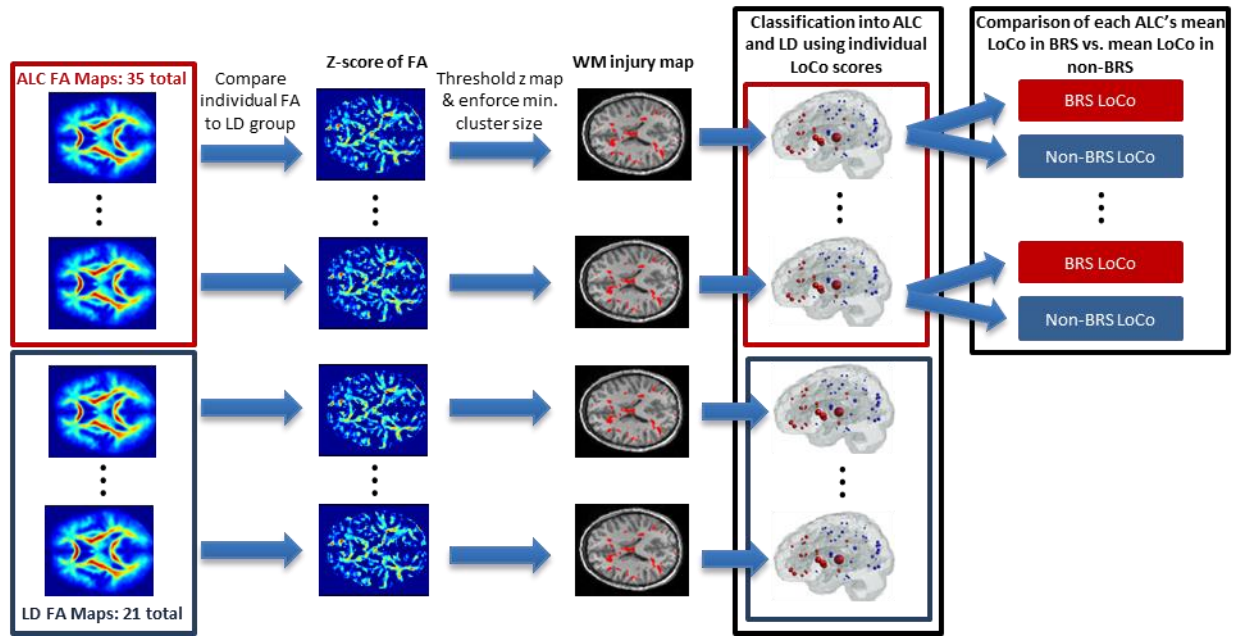 ALC FA Maps: 35 total
Compare
individual FA
to LD group
Z-score of FA
Threshold z map
& enforce min.
cluster size
WM injury map
Classification into ALC
and LD using individual
LoCo scores
Comparison of each ALC's mean
LoCo in BRS vs. mean LoCo in
non-BRS
BRS LoCo
Non-BRS LoCo
BRS LoCo
Non-BRS LoCo
LD FA Maps: 21 total